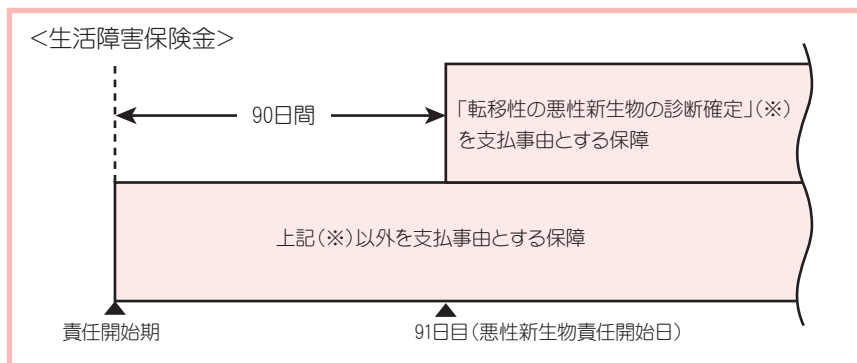 ＜生活障害保険金＞
90日間
「転移性の悪性新生物の診断確定」(※)
を支払事由とする保障
上記(※)以外を支払事由とする保障
責任開始期
91日目(悪性新生物責任開始日)